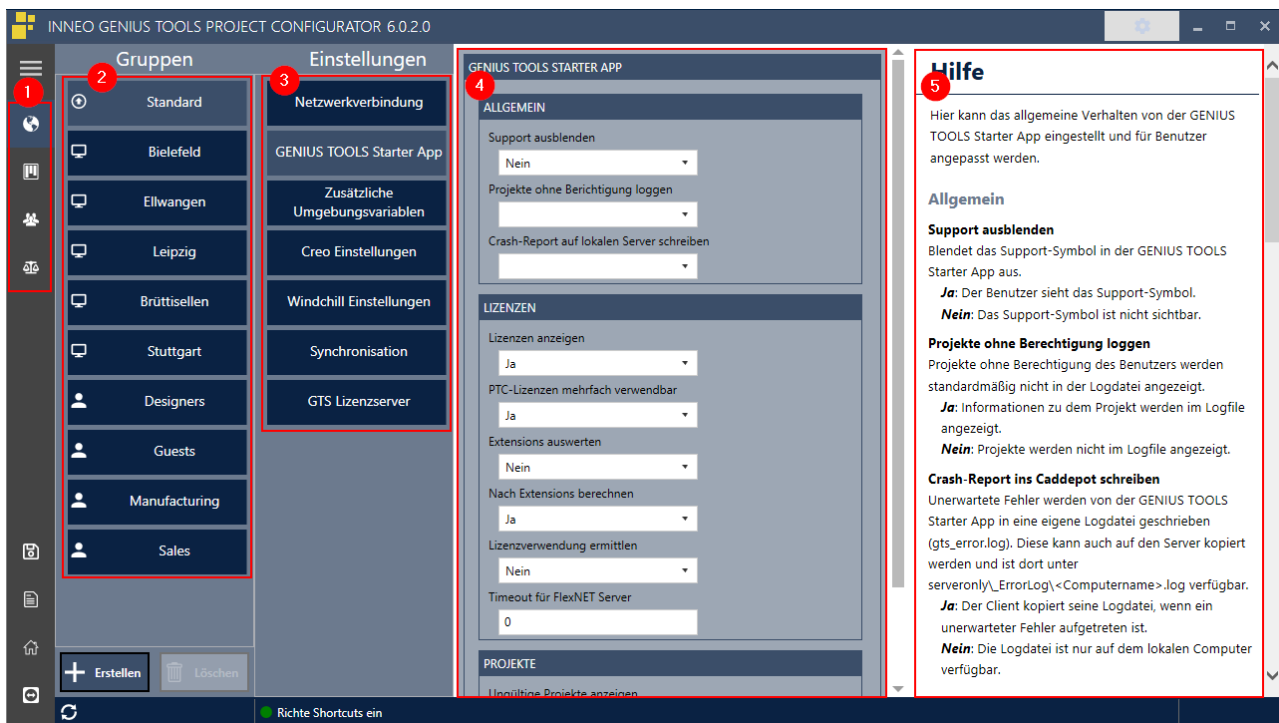 INNEO GENIUS TOOLS PROJECT CONFIGURATOR 6.0.2.0
1
Gruppen
2
Standard
Bielefeld
Ellwangen
Leipzig
Brüttisellen
Stuttgart
Designers
Guests
Manufacturing
Sales
Erstellen
Löschen
Einstellungen
3
Netzwerkverbindung
GENIUS TOOLS Starter App
Zusätzliche
Umgebungsvariablen
Creo Einstellungen
Windchill Einstellungen
Synchronisation
GTS Lizenzserver
GENIUS TOOLS STARTER APP
4
ALLGEMEIN
Support ausblenden
Nein
Projekte ohne Berichtigung loggen
Crash-Report auf lokalen Server schreiben
LIZENZEN
Lizenzen anzeigen
Ja
PTC-Lizenzen mehrfach verwendbar
Ja
Extensions auswerten
Nein
Nach Extensions berechnen
Ja
Lizenzverwendung ermittlen
Nein
Timeout für FlexNET Server
0
PROJEKTE
Ungültige Projekte anzeigen
Hilfe
5
Hier kann das allgemeine Verhalten von der GENIUS
TOOLS Starter App eingestellt und für Benutzer
angepasst werden.
Allgemein
Support ausblenden
Blendet das Support-Symbol in der GENIUS TOOLS
Starter App aus.
Ja: Der Benutzer sieht das Support-Symbol.
Nein: Das Support-Symbol ist nicht sichtbar.
Projekte ohne Berechtigung loggen
Projekte ohne Berechtigung des Benutzers werden
standardmäßig nicht in der Logdatei angezeigt.
Ja: Informationen zu dem Projekt werden im Logfile
angezeigt.
Nein: Projekte werden nicht im Logfile angezeigt.
Crash-Report ins Caddepot schreiben
Unerwartete Fehler werden von der GENIUS TOOLS
Starter App in eine eigene Logdatei geschrieben
(gts_error.log). Diese kann auch auf den Server kopiert
werden und ist dort unter
serveronly\_ErrorLog\<Computername>.log verfügbar.
Ja: Der Client kopiert seine Logdatei, wenn ein
unerwarteter Fehler aufgetreten ist.
Nein: Die Logdatei ist nur auf dem lokalen Computer
verfügbar.
Richte Shortcuts ein